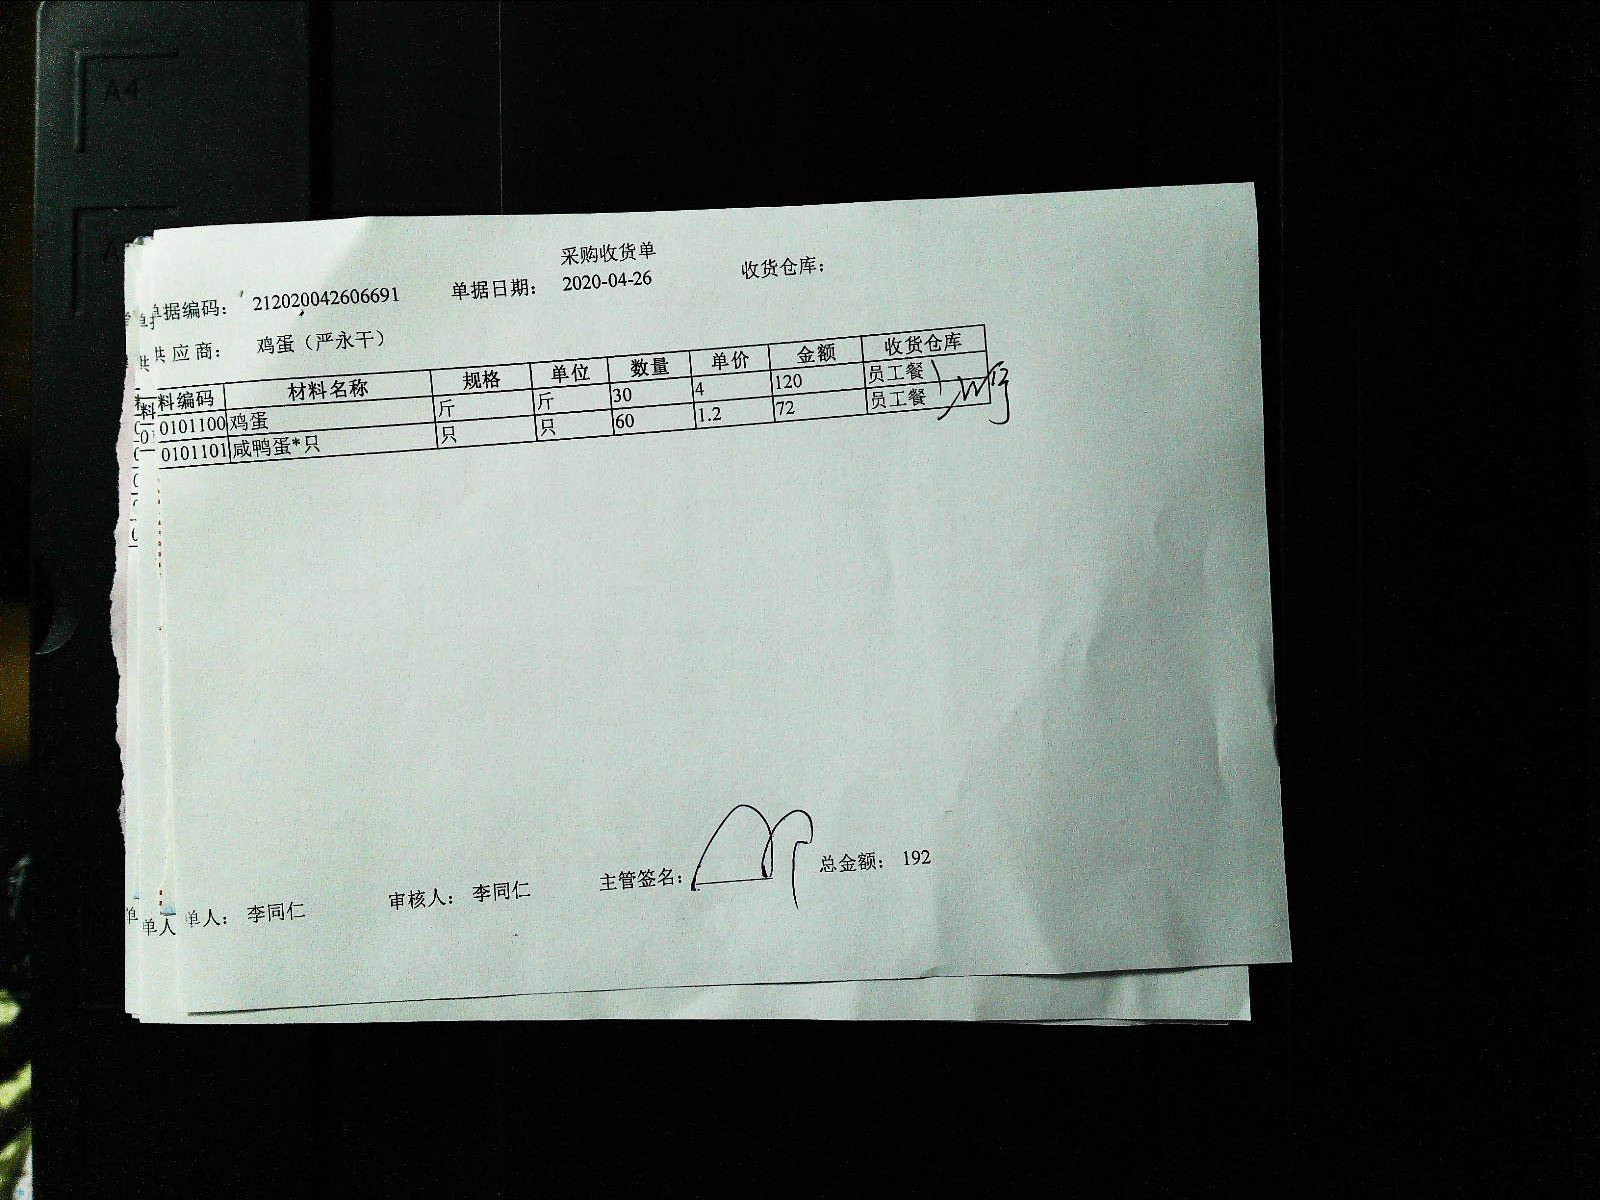 采购收货单
单据编码： 212020042606691 单据日期： 2020-04-26 收货仓库：
供应商： 鸡蛋（严永干）
料编码 材料名称 规格 单位 数量 单价 金额 收货仓库
0101100 鸡蛋 斤 斤 30 4 120 员工餐
0101101 咸鸭蛋*只 只 只 60 1.2 72 员工餐
单人： 李同仁 审核人： 李同仁 主管签名： 总金额： 192
A4